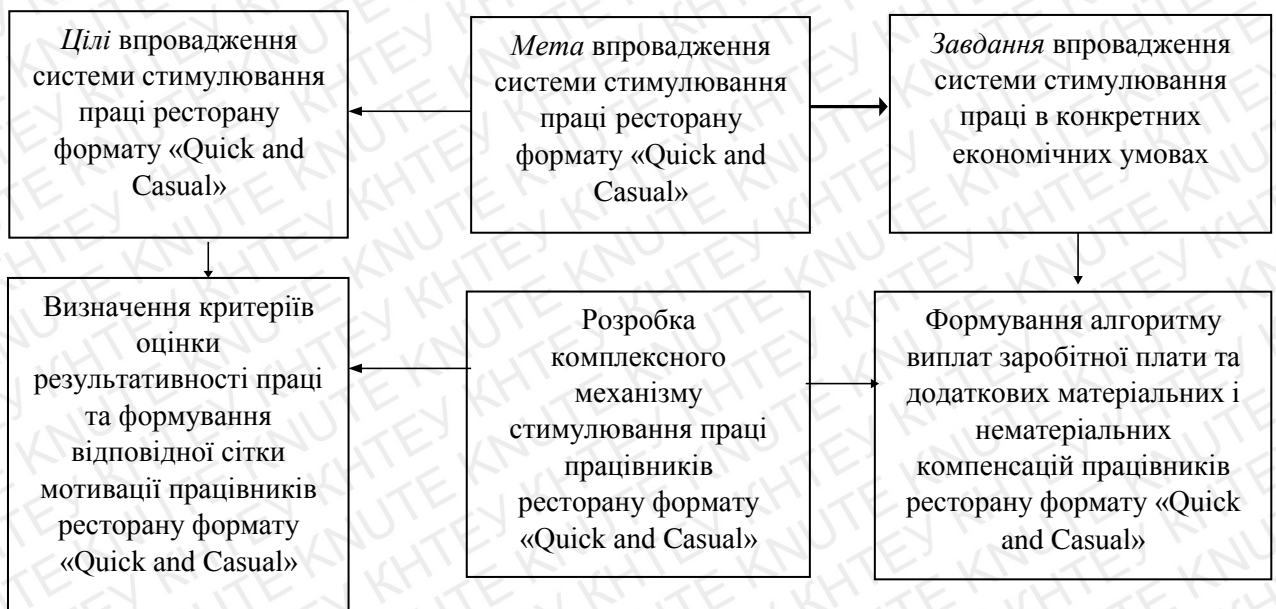 Цілі впровадження
системи стимулювання
праці ресторану
формату «Quick and
Casual»
Мета впровадження
системи стимулювання
праці ресторану
формату «Quick and
Casual»
Завдання впровадження
системи стимулювання
праці в конкретних
економічних умовах
Визначення критеріїв
оцінки
результативності праці
та формування
відповідної сітки
мотивації працівників
ресторану формату
«Quick and Casual»
Розробка
комплексного
механізму
стимулювання праці
працівників
ресторану формату
«Quick and Casual»
Формування алгоритму
виплат заробітної плати та
додаткових матеріальних і
нематеріальних
компенсацій працівників
ресторану формату «Quick
and Casual»